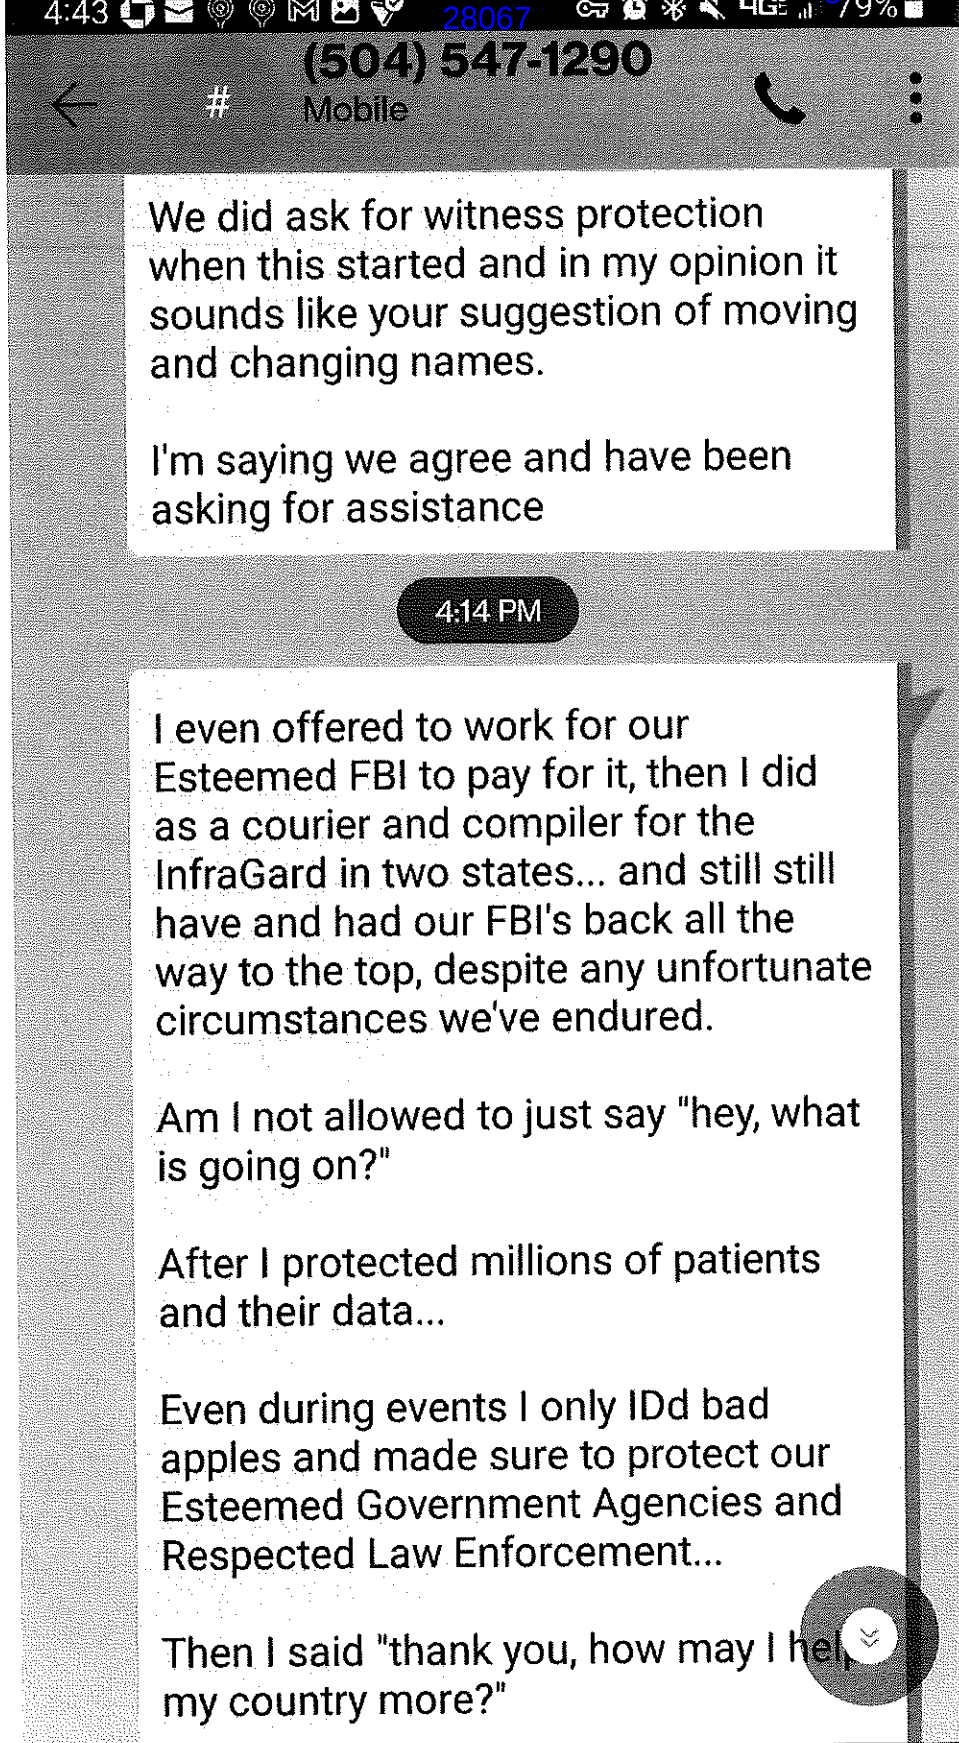 4:43 4GE 79%
28067
(504) 547-1290
#
Mobile
We did ask for witness protection
when this started and in my opinion it
sounds like your suggestion of moving
and changing names.
I'm saying we agree and have been
asking for assistance
4:14 PM
I even offered to work for our
Esteemed FBI to pay for it, then I did
as a courier and compiler for the
InfraGard in two states... and still still
have and had our FBI's back all the
way to the top, despite any unfortunate
circumstances we've endured.
Am I not allowed to just say "hey, what
is going on?"
After I protected millions of patients
and their data...
Even during events I only IDd bad
apples and made sure to protect our
Esteemed Government Agencies and
Respected Law Enforcement...
Then I said "thank you, how may I help
my country more?"